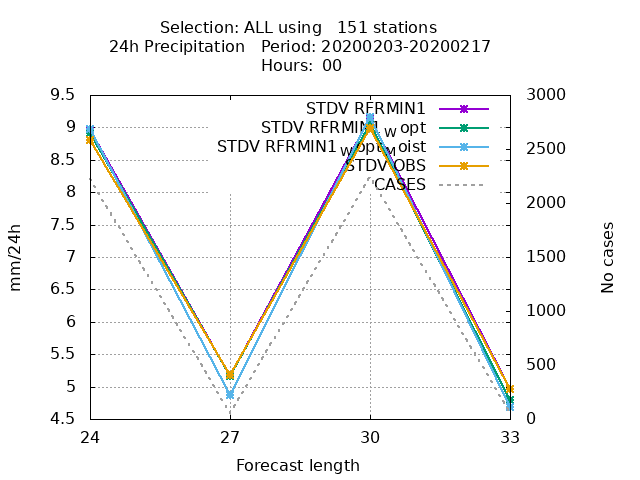 Selection: ALL using 151 stations
24h Precipitation Period: 20200203-20200217
Hours: 00
STDV RFRMIN1
STDV RFRMIN1 W opt
STDV RFRMIN1 W opt M oist
STDV OBS
CASES
9.5
9
8.5
8
7.5
7
6.5
6
5.5
5
4.5
mm/24h
3000
2500
2000
1500
1000
500
0
No cases
24 27 30 33
Forecast length